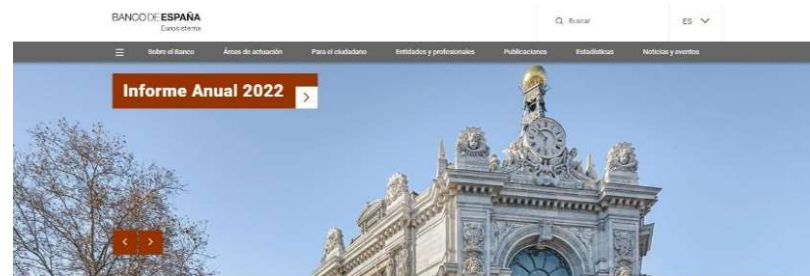 BANCO DE ESPAÑA
Eurosistema
Buscar
ES
Sobre el Banco
Áreas de actuación
Para el ciudadano
Entidades y profesionales
Publicaciones
Estadísticas
Noticias y eventos
Informe Anual 2022